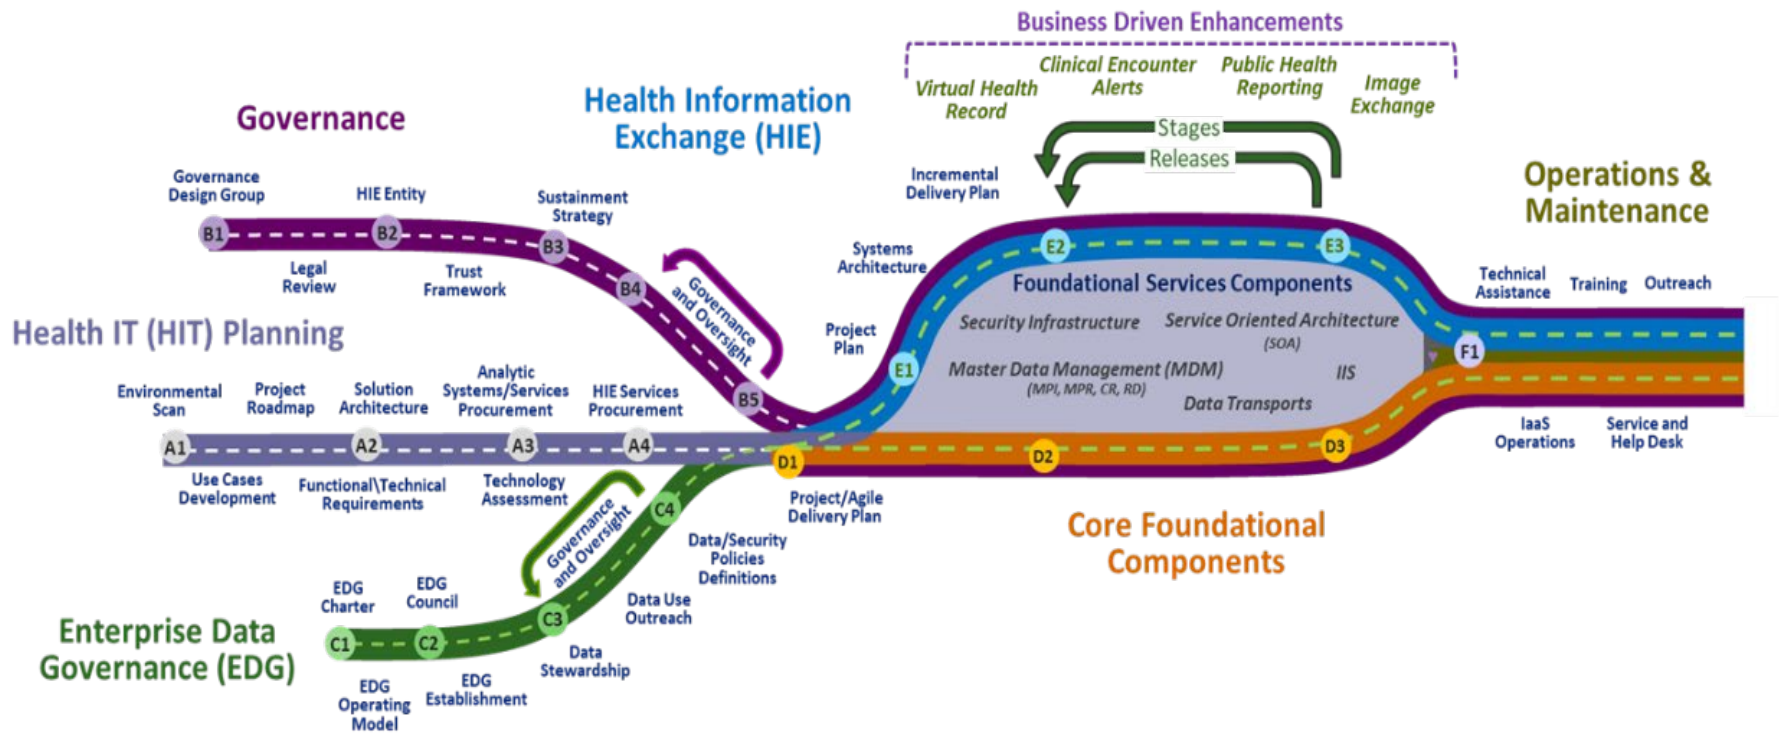 Business Driven Enhancements
Virtual Health
Record
Clinical Encounter
Alerts
Public Health
Reporting
Image
Exchange
Stages
Releases
Health Information
Exchange (HIE)
Governance
Governance
Design Group
HIE Entity
Sustainment
Strategy
B1
B2
B3
B4
B5
Legal
Review
Trust
Framework
Governance
and Oversight
Incremental
Delivery Plan
Systems
Architecture
Project
Plan
E1
E2
E3
Foundational Services Components
Security Infrastructure
Service Oriented Architecture
(SOA)
Master Data Management (MDM)
(MPI, MPR, CR, RD)
IIS
Data Transports
Operations &
Maintenance
Technical
Assistance
Training
Outreach
F1
IaaS
Operations
Service and
Help Desk
Health IT (HIT) Planning
Environmental
Scan
Project
Roadmap
Solution
Architecture
Analytic
Systems/Services
Procurement
HIE Services
Procurement
A1
A2
A3
A4
Use Cases
Development
Functional\Technical
Requirements
Technology
Assessment
D1
D2
D3
Project/Agile
Delivery Plan
Core Foundational
Components
Governance
and Oversight
C4
Data/Security
Policies
Definitions
Data Use
Outreach
Enterprise Data
Governance (EDG)
EDG
Charter
EDG
Council
C1
C2
C3
Data
Stewardship
EDG
Operating
Model
EDG
Establishment